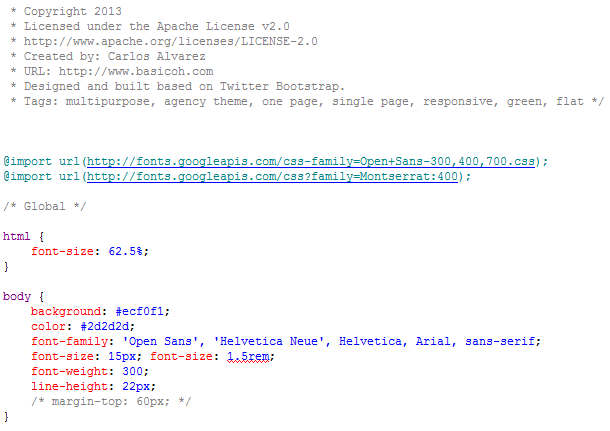 * Copyright 2013
* Licensed under the Apache License v2.0
* http://www.apache.org/licenses/LICENSE-2.0
* Created by: Carlos Alvarez
* URL: http://www.basicoh.com
* Designed and built based on Twitter Bootstrap.
* Tags: multipurpose, agency theme, one page, single page, responsive, green, flat */
@import url(http://fonts.googleapis.com/css-family=Open+Sans-300,400,700.css);
@import url(http://fonts.googleapis.com/css?family=Montserrat:400);
/* Global */
html {
font-size: 62.5%;
}
body {
background: #ecf0f1;
color: #2d2d2d;
font-family: 'Open Sans', 'Helvetica Neue', Helvetica, Arial, sans-serif;
font-size: 15px; font-size: 1.5rem;
font-weight: 300;
line-height: 22px;
/* margin-top: 60px; */
}